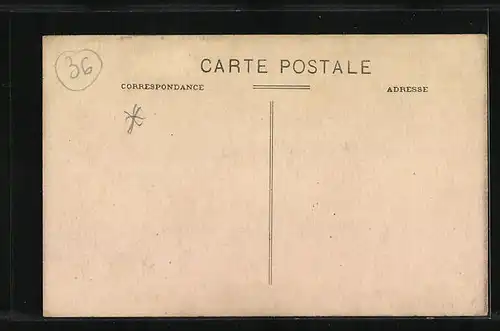 36
CARTE POSTALE
CORRESPONDANCE
ADRESSE